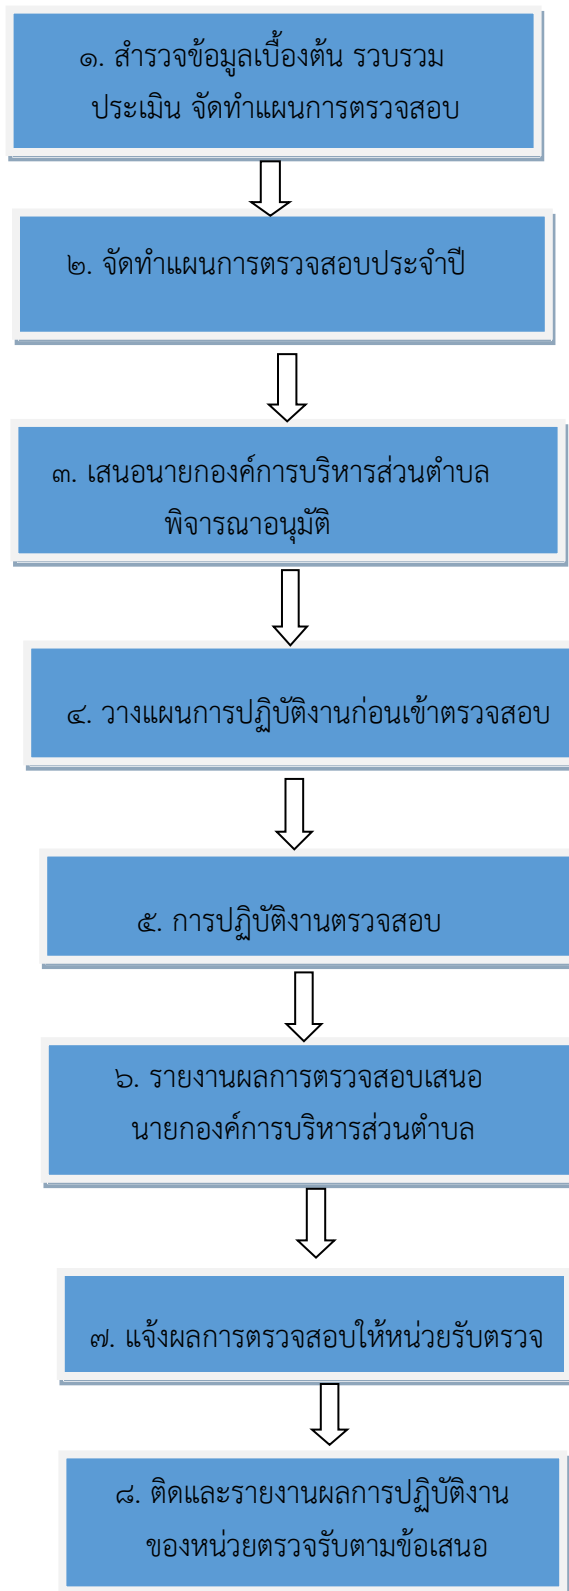 ๑. สำรวจข้อมูลเบื้องต้น รวบรวม
ประเมิน จัดทำแผนการตรวจสอบ
๒. จัดทำแผนการตรวจสอบประจำปี
๓. เสนอนายกองค์การบริหารส่วนตำบล
พิจารณาอนุมัติ
๔. วางแผนการปฏิบัติงานก่อนเข้าตรวจสอบ
๕. การปฏิบัติงานตรวจสอบ
๖. รายงานผลการตรวจสอบเสนอ
นายกองค์การบริหารส่วนตำบล
๗. แจ้งผลการตรวจสอบให้หน่วยรับตรวจ
๘. ติดและรายงานผลการปฏิบัติงาน
ของหน่วยตรวจรับตามข้อเสนอ